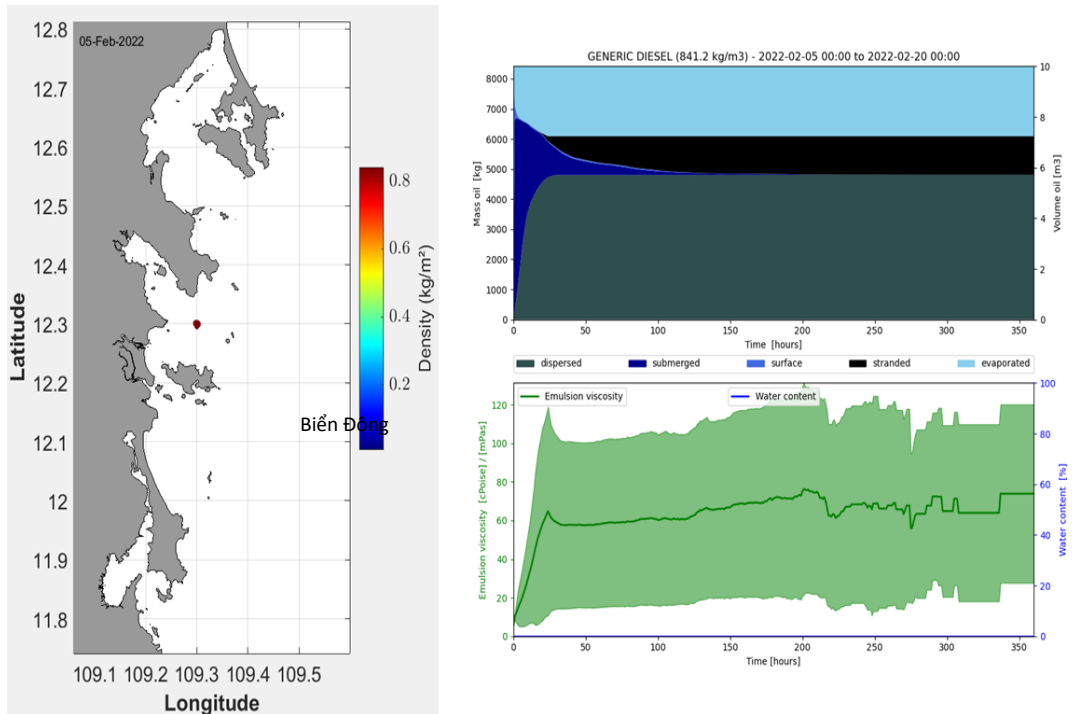 05-Feb-2022
12.8
12.7
12.6
12.5
12.4
12.3
12.2
12.1
12
11.9
11.8
Latitude
109.1 109.2 109.3 109.4 109.5
Longitude
0.8
0.6
0.4
0.2
Density (kg/m²)
Biển Đông
GENERIC DIESEL (841.2 kg/m3) - 2022-02-05 00:00 to 2022-02-20 00:00
8000
7000
6000
5000
4000
3000
2000
1000
0
Mass oil [kg]
10
8
6
4
2
0
Volume oil [m3]
0 50 100 150 200 250 300 350
Time [hours]
dispersed submerged surface stranded evaporated
Emulsion viscosity
Water content
120
100
80
60
40
20
0
Emulsion viscosity [cPoise] / [mPas]
100
80
60
40
20
0
Water content [%]
0 50 100 150 200 250 300 350
Time [hours]